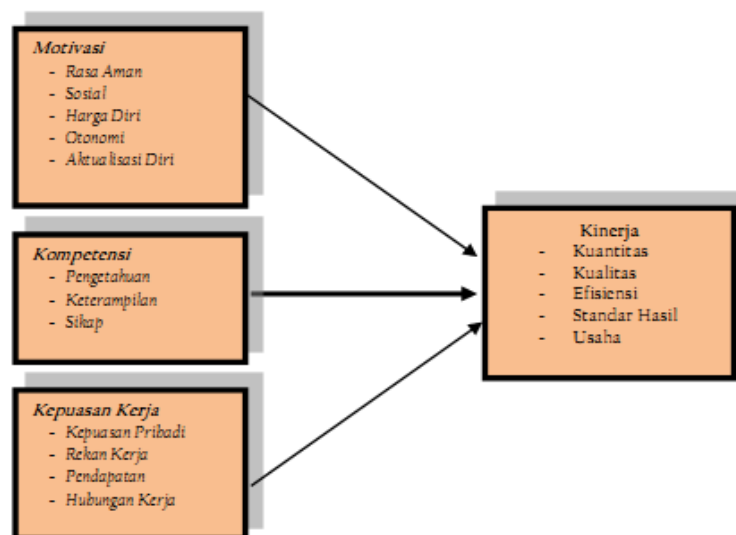 Motivasi
- Rasa Aman
- Sosial
- Harga Diri
- Otonomi
- Aktualisasi Diri
Kompetensi
- Pengetahuan
- Keterampilan
- Sikap
Kepuasan Kerja
- Kepuasan Pribadi
- Rekan Kerja
- Pendapatan
- Hubungan Kerja
Kinerja
- Kuantitas
- Kualitas
- Efisiensi
- Standar Hasil
- Usaha